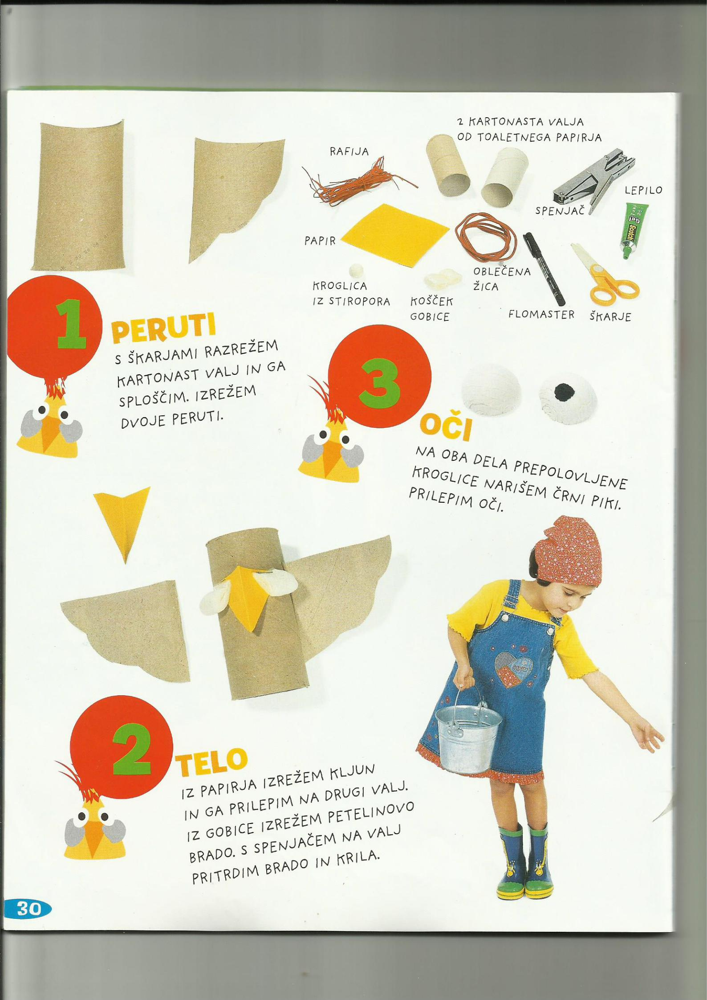 2 KARTONASTA VALJA
OD TOALETNEGA PAPIRJA
RAFIJA
SPENJAČ
LEPILO
Scotch
Gel
PAPIR
OBLEČENA
ŽICA
KROGLICA
IZ STIROPORA
KOŠČEK
GOBICE
FLOMASTER
ŠKARJE
1
PERUTI
S ŠKARJAMI RAZREŽEM
KARTONAST VALJ IN GA
SPLOŠČIM. IZREŽEM
DVOJE PERUTI.
2
TELO
IZ PAPIRJA IZREŽEM KLJUN
IN GA PRILEPIM NA DRUGI VALJ.
IZ GOBICE IZREŽEM PETELINOVO
BRADO. S SPENJAČEM NA VALJ
PRITRDIM BRADO IN KRILA.
3
OČI
NA OBA DELA PREPOLOVLJENE
KROGLICE NARIŠEM ČRNI PIKI.
PRILEPIM OČI.
30